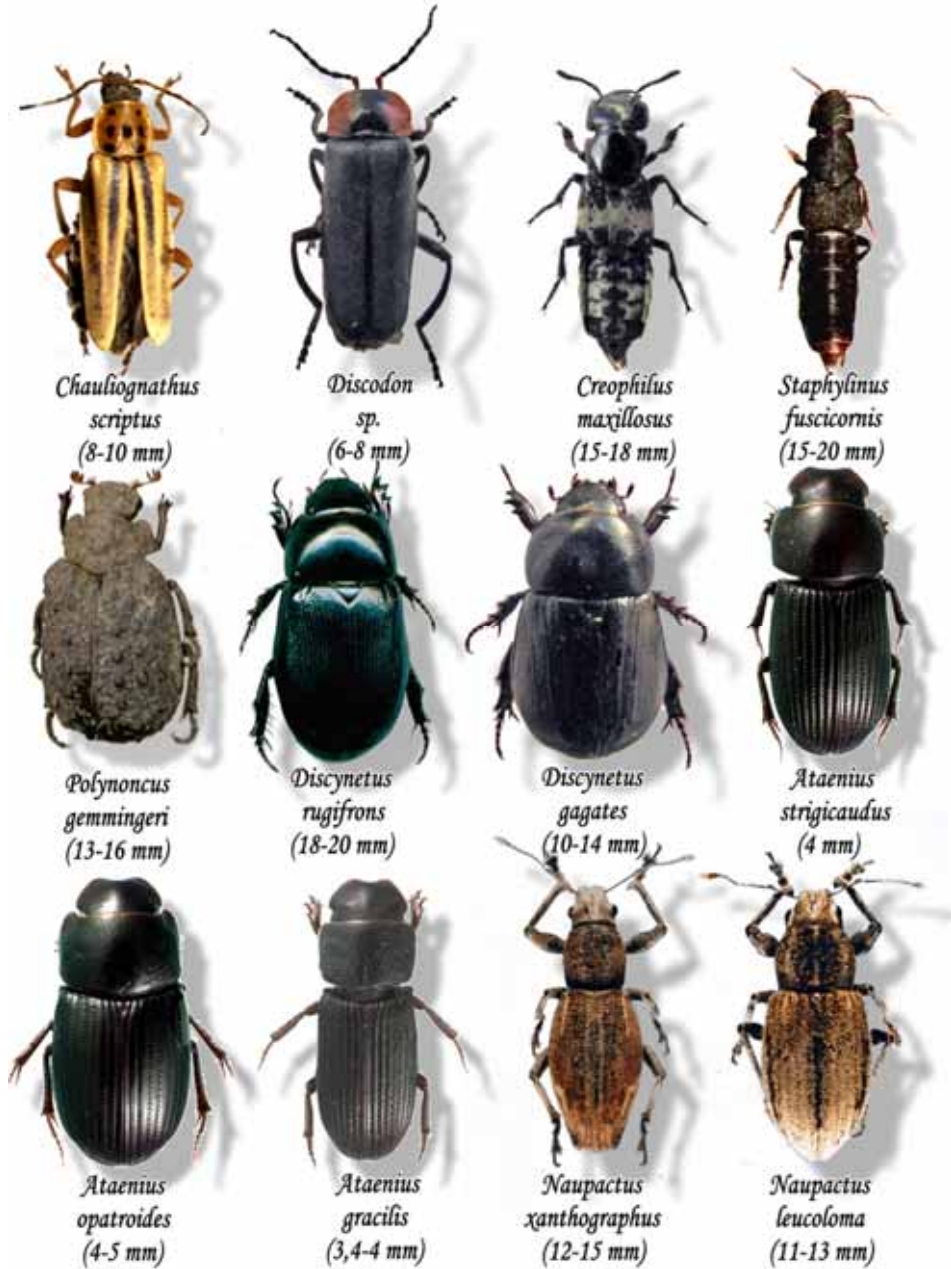 Chauliognathus
scriptus
(8-10 mm)
Discodon
sp.
(6-8 mm)
Creophilus
maxillosus
(15-18 mm)
Staphylinus
fuscicornis
(15-20 mm)
Polynoncus
gemmingeri
(13-16 mm)
Discynetus
rugifrons
(18-20 mm)
Discynetus
gagates
(10-14 mm)
Ataenius
strigicaudus
(4 mm)
Ataenius
opatroides
(4-5 mm)
Ataenius
gracilis
(3,4-4 mm)
Naupactus
xanthographus
(12-15 mm)
Naupactus
leucoloma
(11-13 mm)